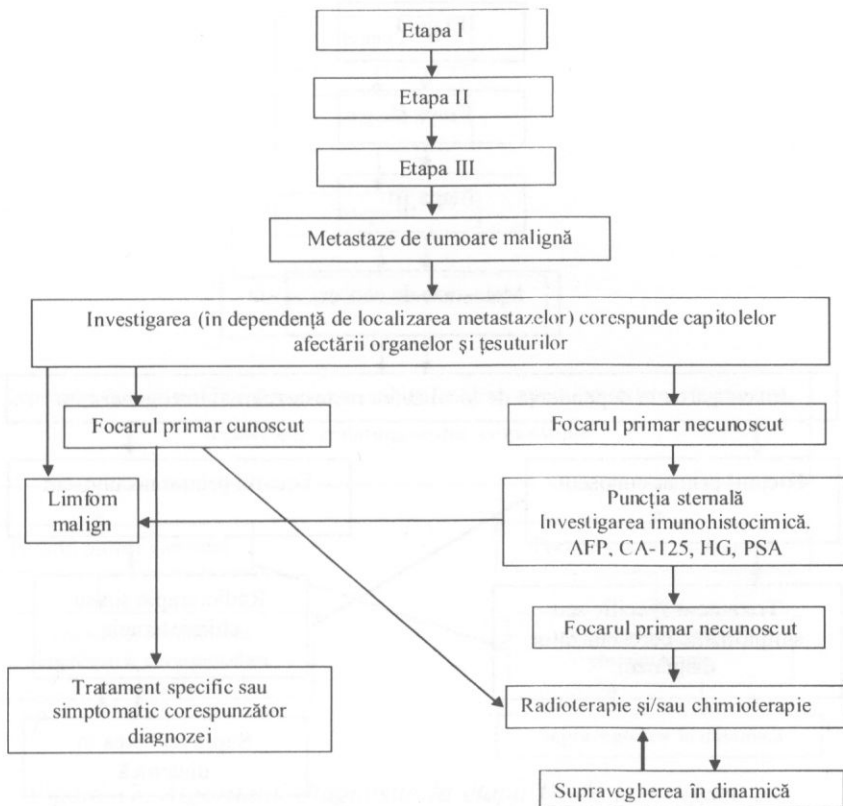 Etapa I
Etapa II
Etapa III
Metastaze de tumoare malignă
Investigarea (în dependență de localizarea metastazelor) corespunde capitolelor
afectării organelor și țesuturilor
Focarul primar cunoscut
Focarul primar necunoscut
Limfom
malign
Puncția sternală
Investigarea imunohistocimică.
AFP, CA-125, HG, PSA
Focarul primar necunoscut
Tratament specific sau
simptomatic corespunzător
diagnozei
Radioterapie și/sau chimioterapie
Supravegherea în dinamică